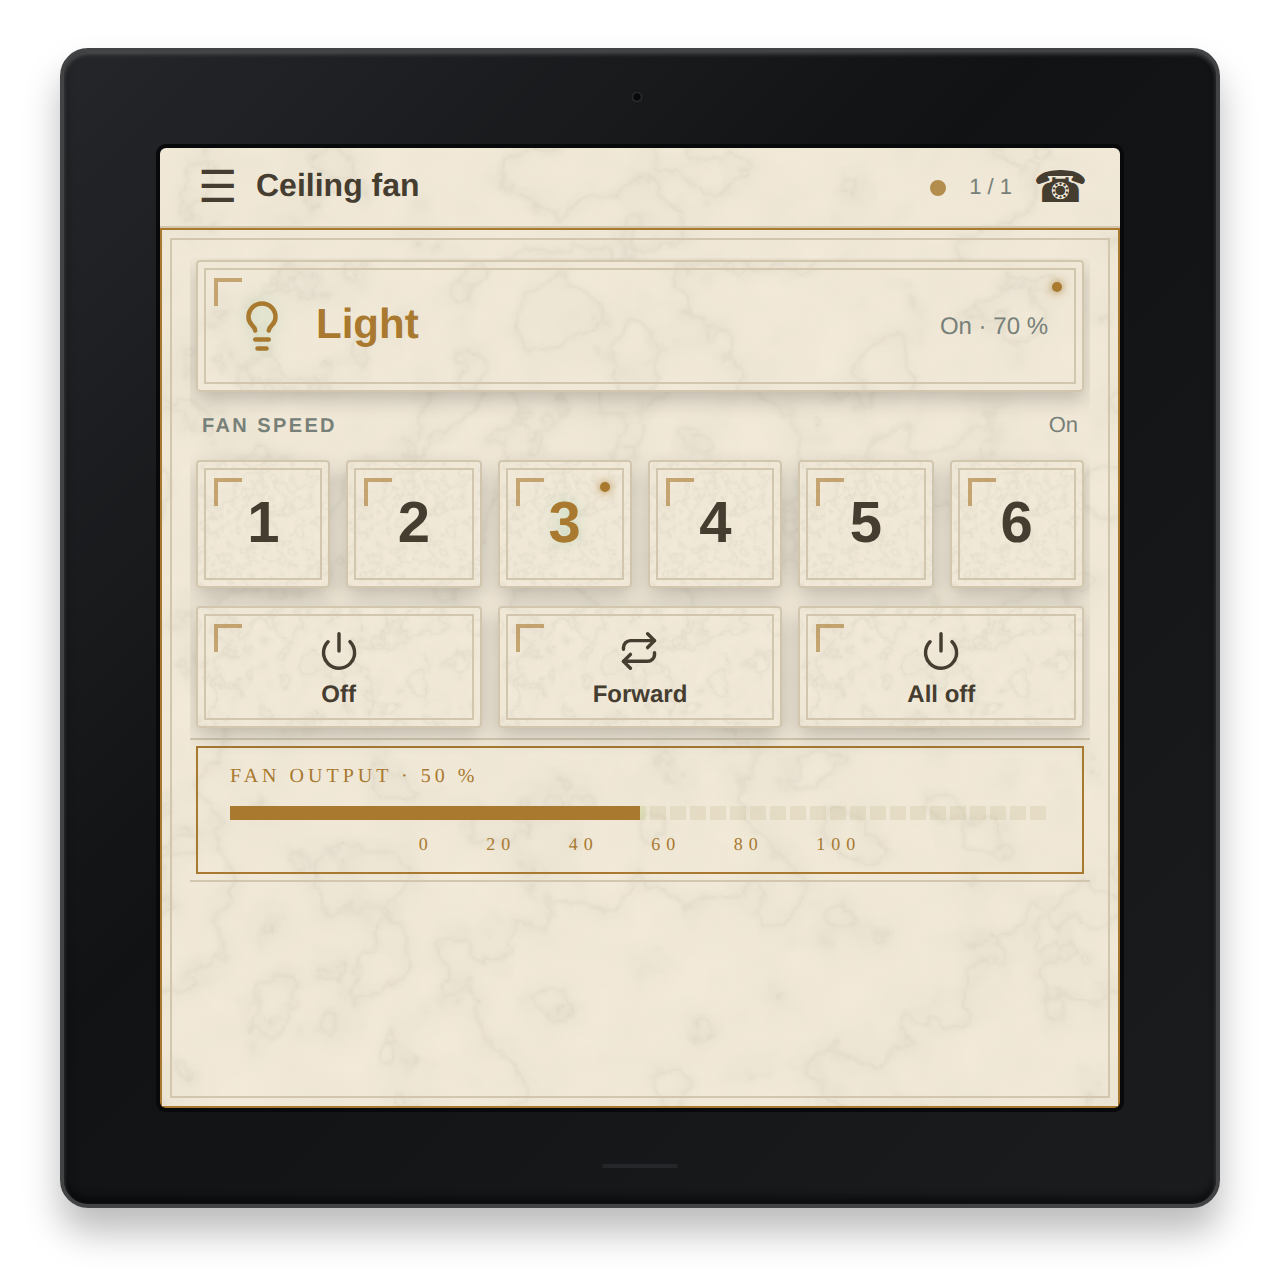 Ceiling fan
1 / 1
Light
On · 70 %
FAN SPEED
On
1 2 3 4 5 6
Off
Forward
All off
FAN OUTPUT · 50 %
0 20 40 60 80 100